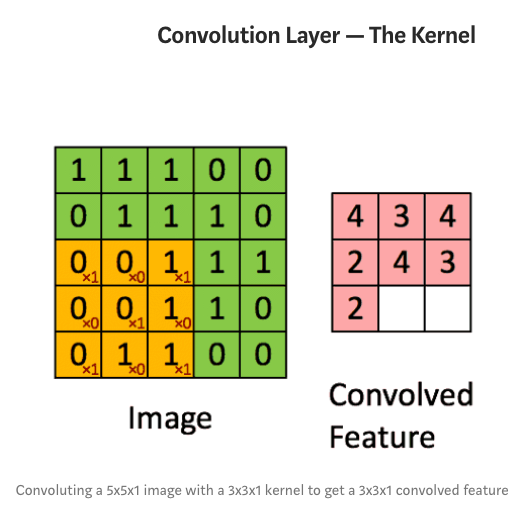 Convolution Layer — The Kernel
1 1 1 0 0
0 1 1 1 0 4 3 4
0×1 0×0 1×1 1 1 2 4 3
0×0 0×1 1×0 1 0 2
0×1 1×0 1×1 0 0
Image
Convolved
Feature
Convoluting a 5x5x1 image with a 3x3x1 kernel to get a 3x3x1 convolved feature